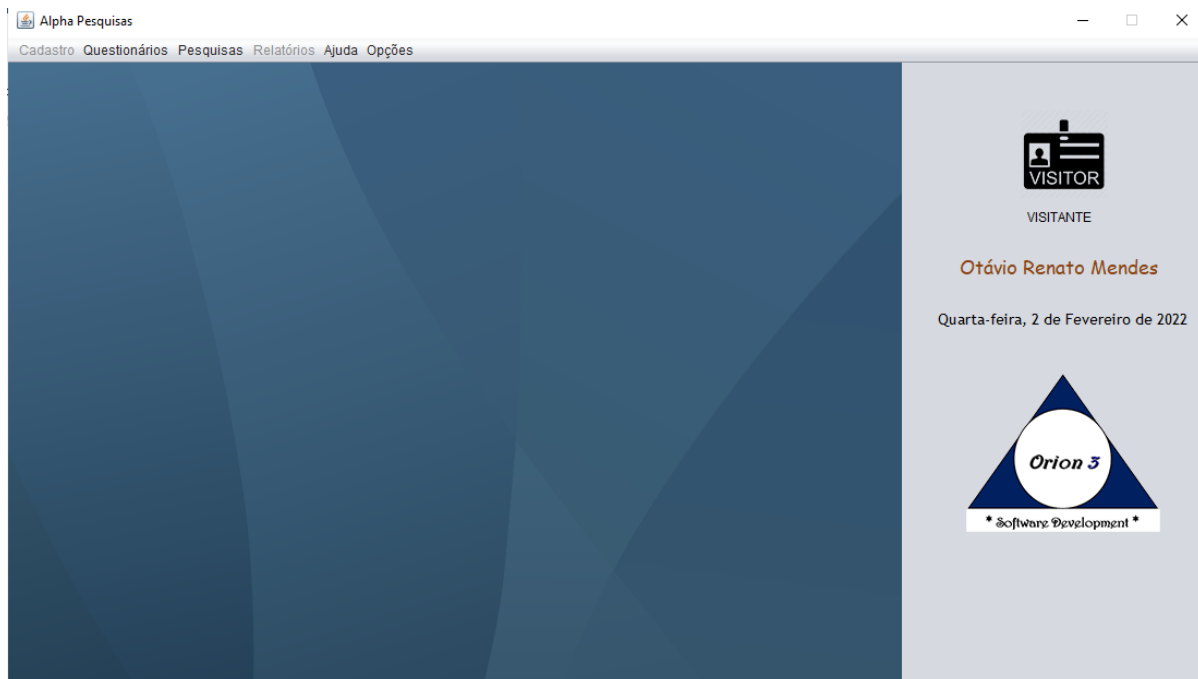 Alpha Pesquisas
Cadastro Questionários Pesquisas Relatórios Ajuda Opções
VISITOR
VISITANTE
Otávio Renato Mendes
Quarta-feira, 2 de Fevereiro de 2022
Orion 3
* Software Development *